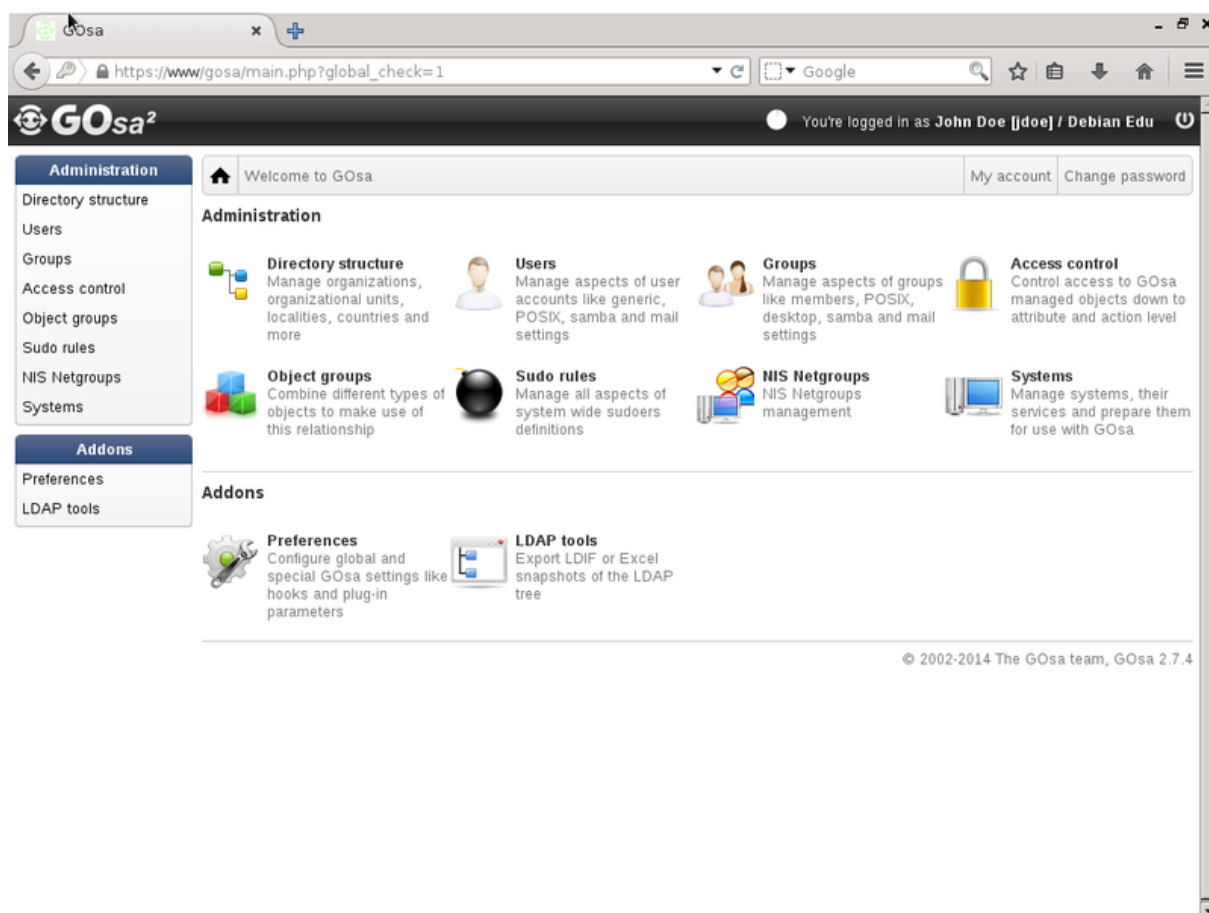 GOsa
https://www/gosa/main.php?global_check=1
Google
GOsa²
You're logged in as John Doe [jdoe] / Debian Edu
Administration
Directory structure
Users
Groups
Access control
Object groups
Sudo rules
NIS Netgroups
Systems
Addons
Preferences
LDAP tools
Welcome to GOsa
My account
Change password
Administration
Directory structure
Manage organizations,
organizational units,
localities, countries and
more
Users
Manage aspects of user
accounts like generic,
POSIX, samba and mail
settings
Groups
Manage aspects of groups
like members, POSIX,
desktop, samba and mail
settings
Access control
Control access to GOsa
managed objects down to
attribute and action level
Object groups
Combine different types of
objects to make use of
this relationship
Sudo rules
Manage all aspects of
system wide sudoers
definitions
NIS Netgroups
NIS Netgroups
management
Systems
Manage systems, their
services and prepare them
for use with GOsa
Addons
Preferences
Configure global and
special GOsa settings like
hooks and plug-in
parameters
LDAP tools
Export LDIF or Excel
snapshots of the LDAP
tree
© 2002-2014 The GOsa team, GOsa 2.7.4